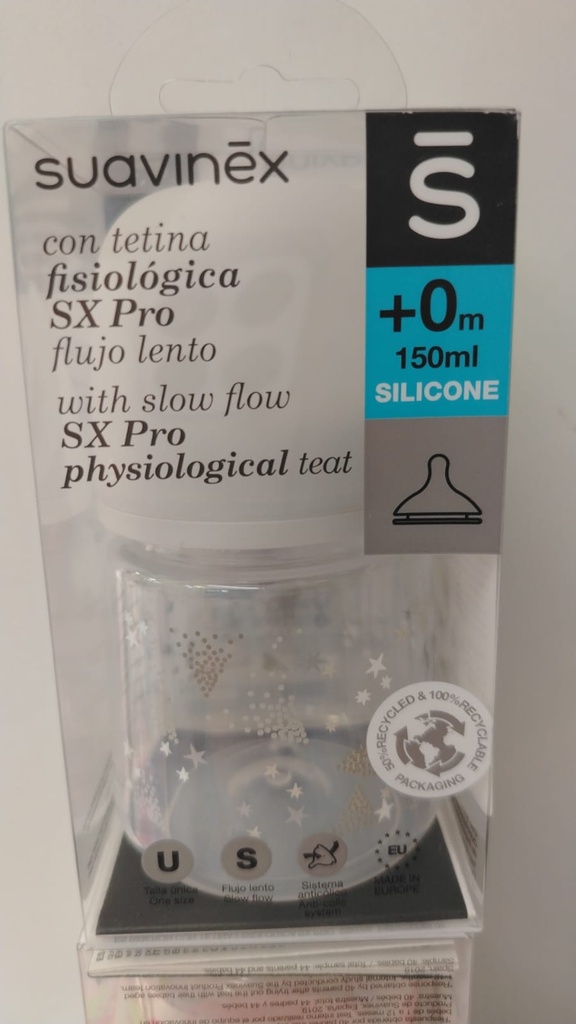 suavinēx
con tetina
fisiológica
SX Pro
flujo lento
with slow flow
SX Pro
physiological teat
S̄
+0m
150ml
SILICONE
50% RECYCLED & 100% RECYCLABLE
PACKAGING
U
Talla única
One size
S
Flujo lento
Slow flow
Sistema
anticólico
Anti-colic
system
EU
MADE IN
EUROPE